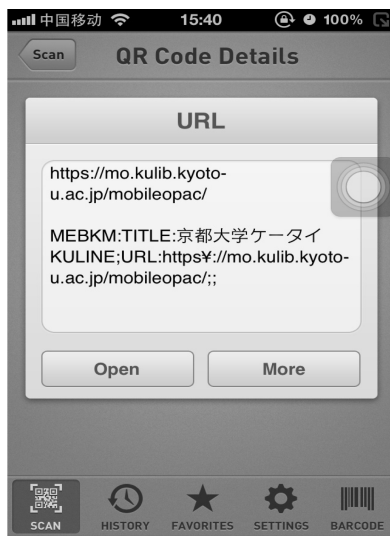 中国移动 15:40 100%
Scan QR Code Details
URL
https://mo.kulib.kyoto-
u.ac.jp/mobileopac/
MEBKM:TITLE:京都大学ケータイ
KULINE;URL:https¥://mo.kulib.kyoto-
u.ac.jp/mobileopac/;;
Open More
SCAN HISTORY FAVORITES SETTINGS BARCODE